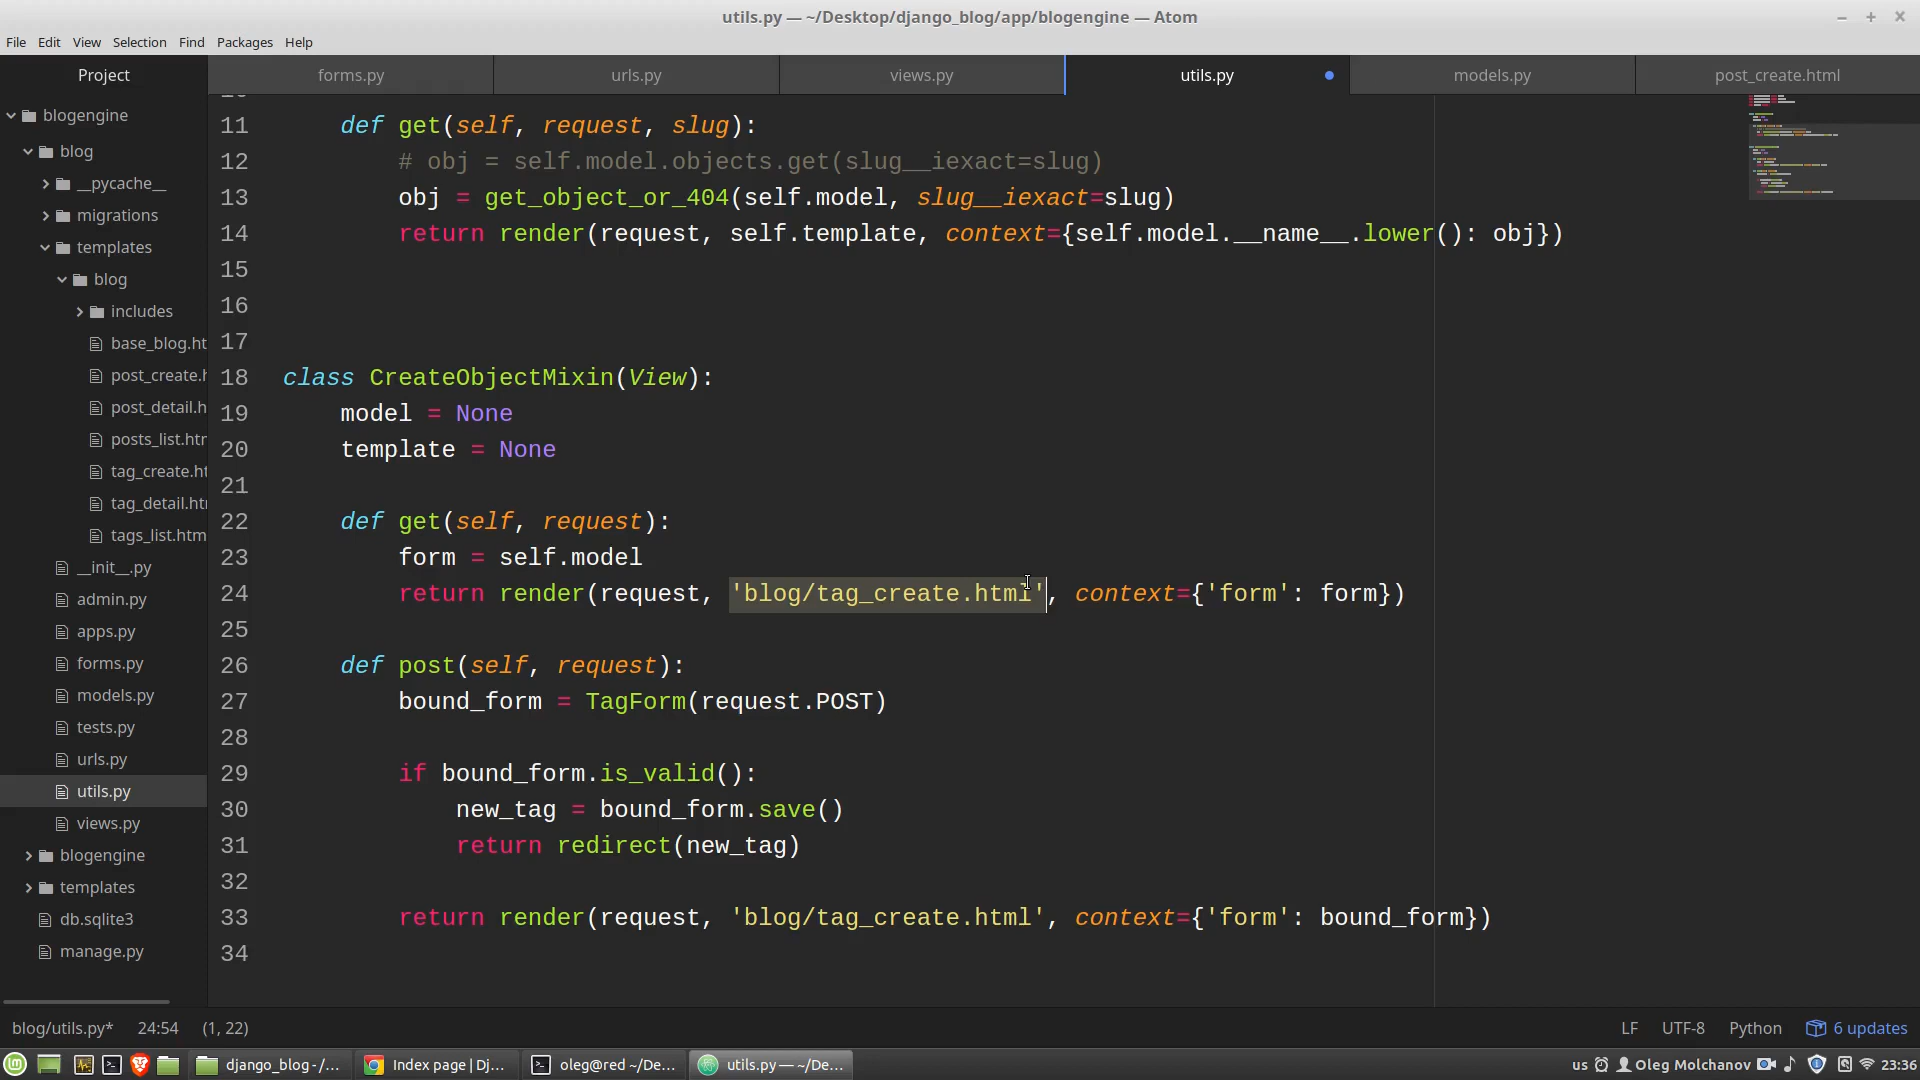 utils.py — ~/Desktop/django_blog/app/blogengine — Atom
File Edit View Selection Find Packages Help
Project
forms.py
urls.py
views.py
utils.py
models.py
post_create.html
blogengine
blog
__pycache__
migrations
templates
blog
includes
base_blog.ht
post_create.h
post_detail.h
posts_list.htr
tag_create.ht
tag_detail.htr
tags_list.htm
__init__.py
admin.py
apps.py
forms.py
models.py
tests.py
urls.py
utils.py
views.py
blogengine
templates
db.sqlite3
manage.py
11 def get(self, request, slug):
12 # obj = self.model.objects.get(slug__iexact=slug)
13 obj = get_object_or_404(self.model, slug__iexact=slug)
14 return render(request, self.template, context={self.model.__name__.lower(): obj})
15
16
17
18 class CreateObjectMixin(View):
19 model = None
20 template = None
21
22 def get(self, request):
23 form = self.model
24 return render(request, 'blog/tag_create.html', context={'form': form})
25
26 def post(self, request):
27 bound_form = TagForm(request.POST)
28
29 if bound_form.is_valid():
30 new_tag = bound_form.save()
31 return redirect(new_tag)
32
33 return render(request, 'blog/tag_create.html', context={'form': bound_form})
34
blog/utils.py* 24:54 (1, 22)
LF UTF-8 Python 6 updates
django_blog - /...
Index page | Dj...
oleg@red ~/De...
utils.py — ~/De...
us
Oleg Molchanov
23:36